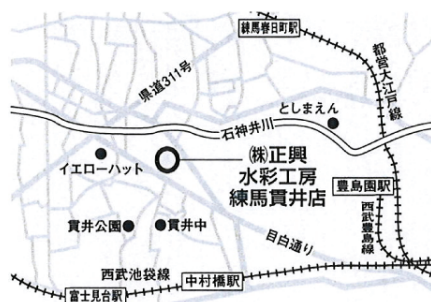 練馬春日町駅
都営大江戸線
県道311号
としまえん
石神井川
イエローハット
㈱正興
水彩工房
練馬貫井店
豊島園駅
貫井公園
貫井中
西武豊島線
目白通り
西武池袋線
中村橋駅
富士見台駅